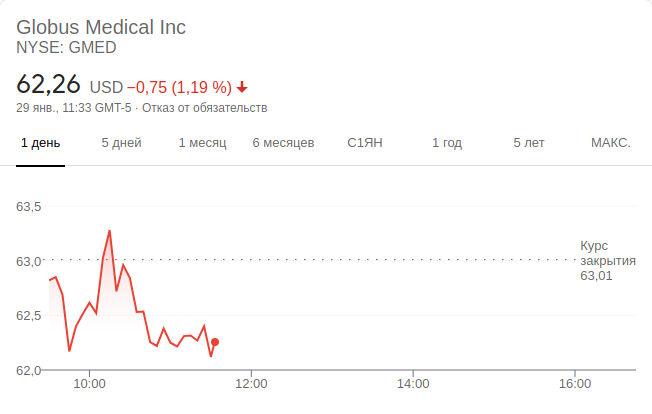 Globus Medical Inc
NYSE: GMED
62,26 USD −0,75 (1,19 %)
29 янв., 11:33 GMT-5 · Отказ от обязательств
1 день 5 дней 1 месяц 6 месяцев С1ЯН 1 год 5 лет МАКС.
63,5
Курс
63,0 закрытия
63,01
62,5
62,0
10:00 12:00 14:00 16:00